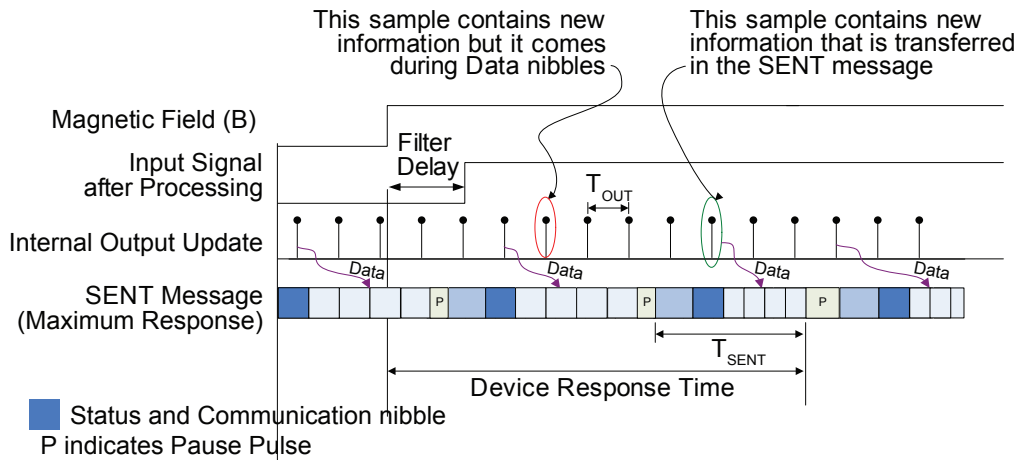 This sample contains new
information but it comes
during Data nibbles
This sample contains new
information that is transferred
in the SENT message
Magnetic Field (B)
Filter
Delay
Input Signal
after Processing
TOUT
Internal Output Update
Data
Data
Data
Data
SENT Message
(Maximum Response)
P
P
P
TSENT
Device Response Time
Status and Communication nibble
P indicates Pause Pulse